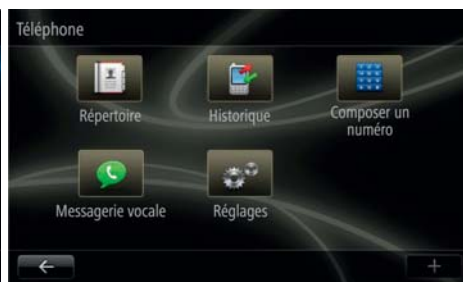 Téléphone
Répertoire
Historique
Composer un
numéro
Messagerie vocale
Réglages